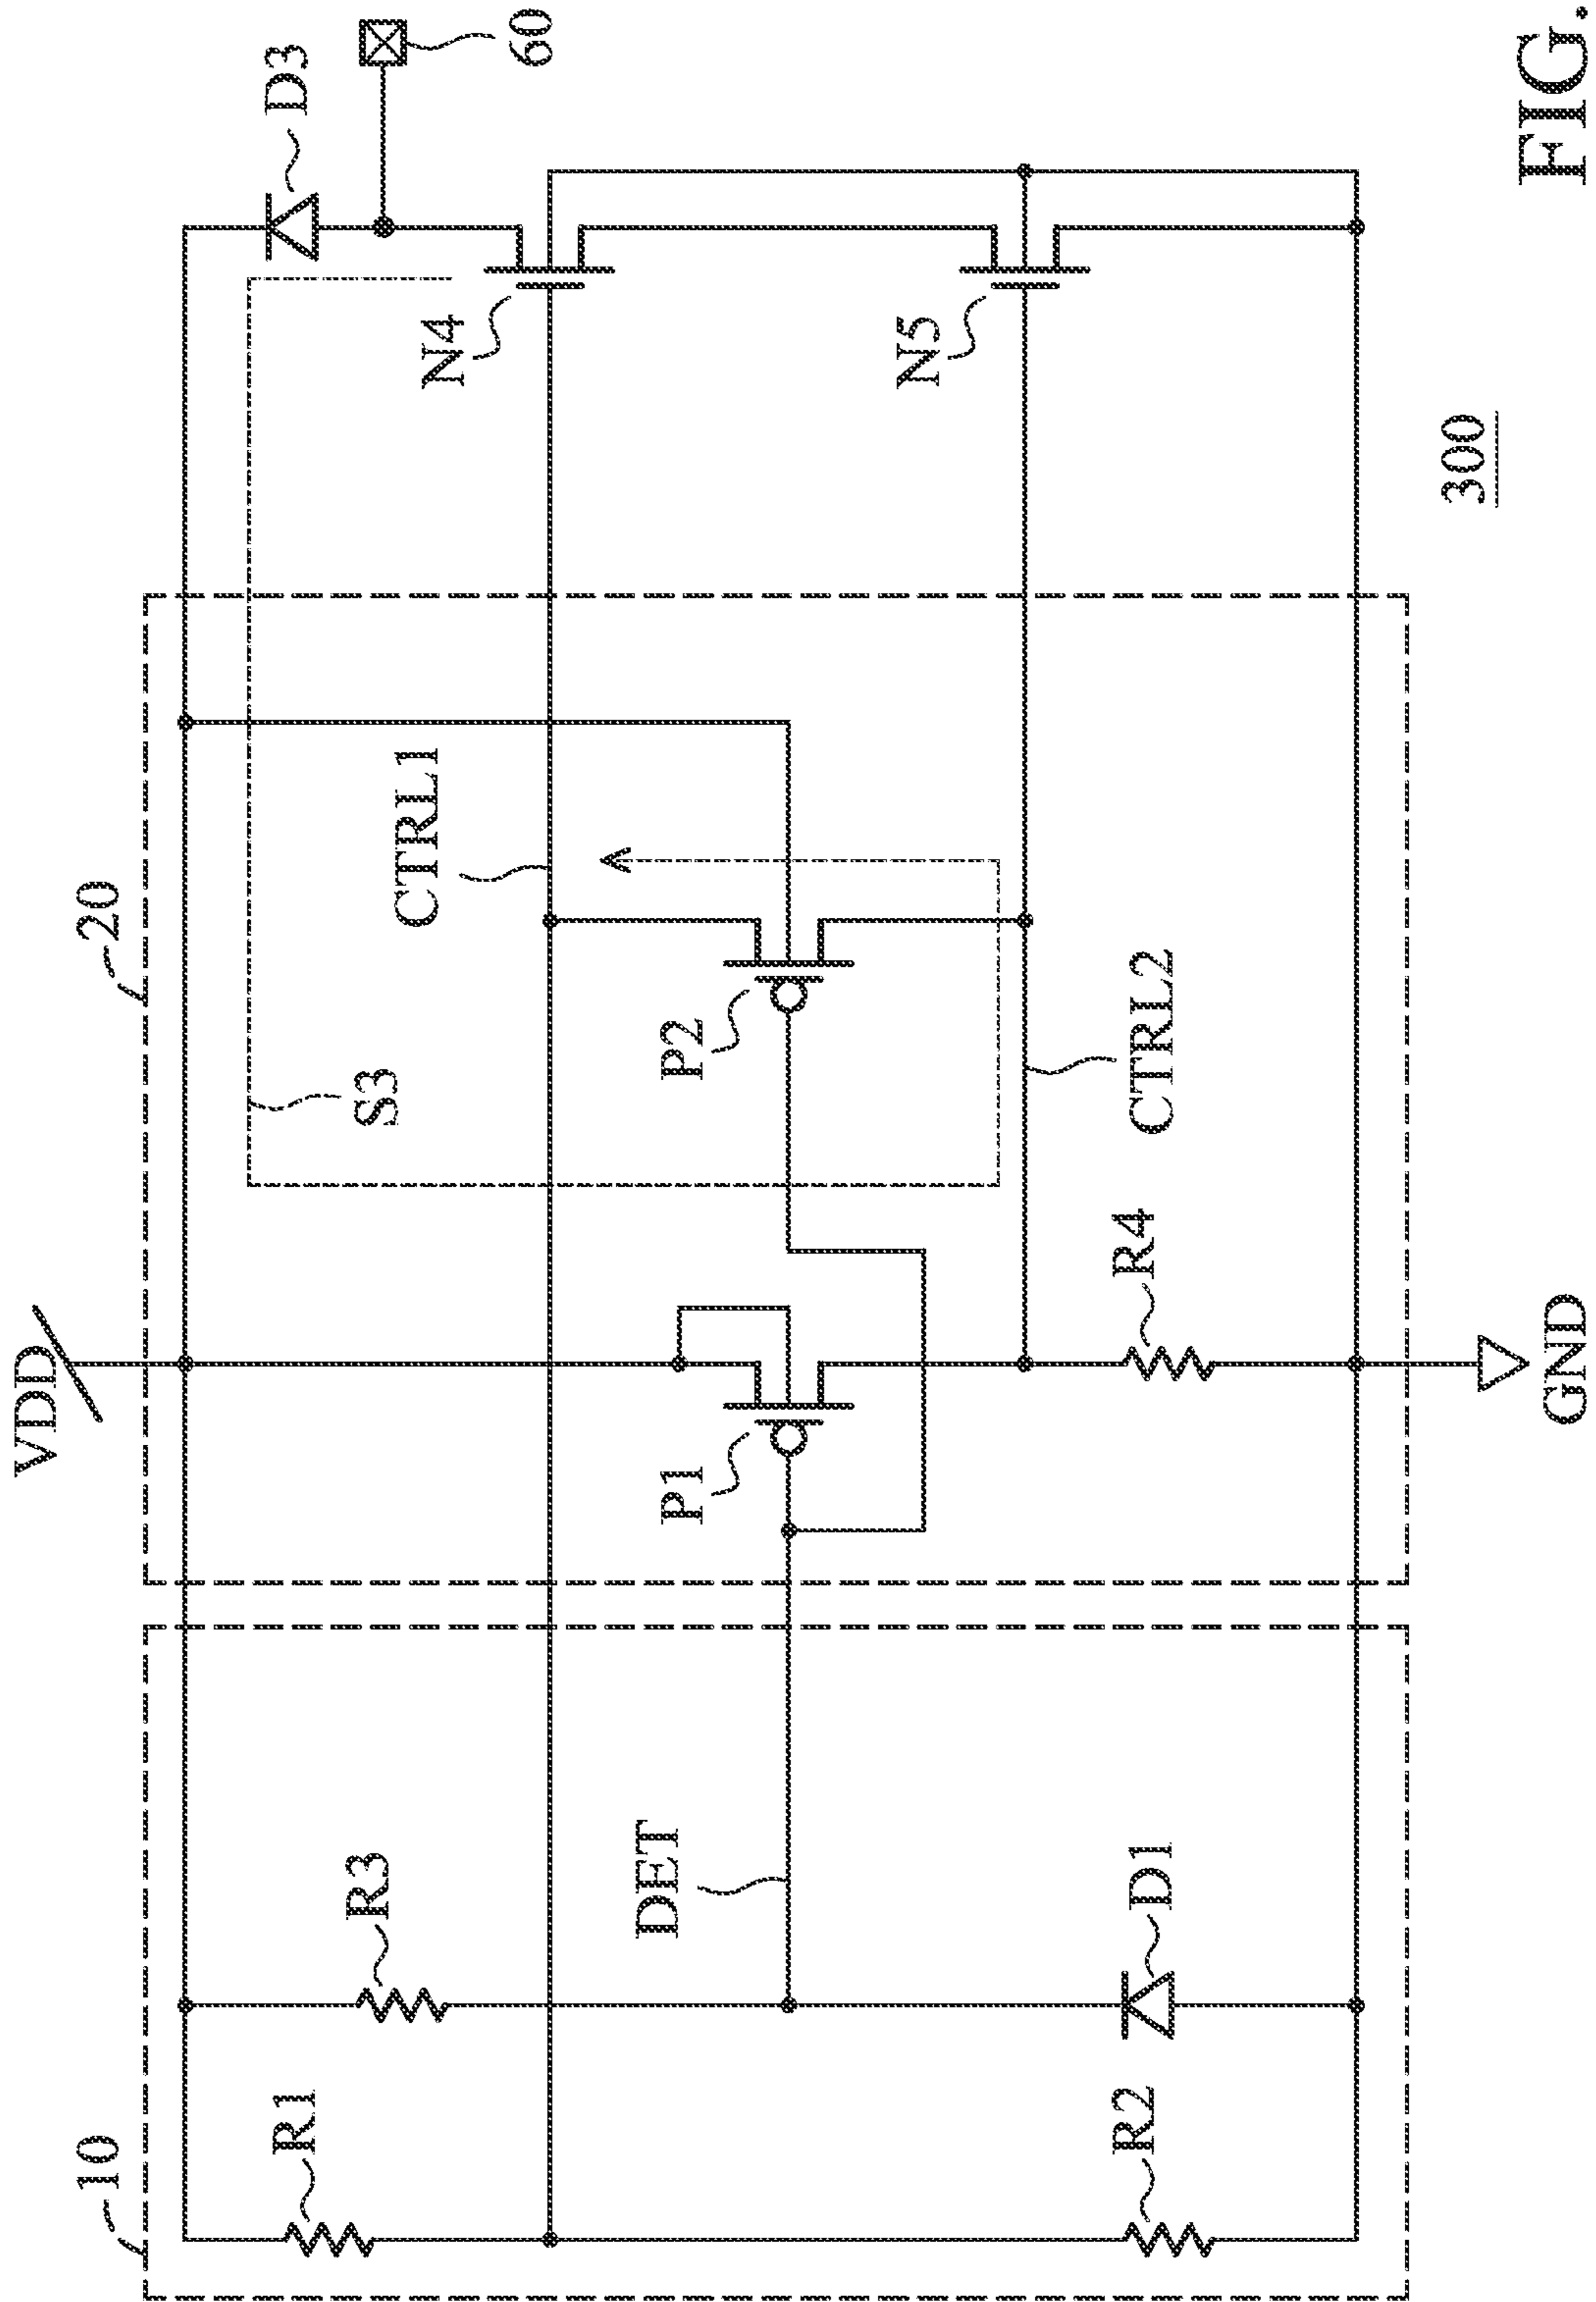 10
20
VDD
R1
R3
S3
CTRL1
N4
D3
60
DET
P1
P2
N5
R2
D1
R4
CTRL2
GND
300
FIG.